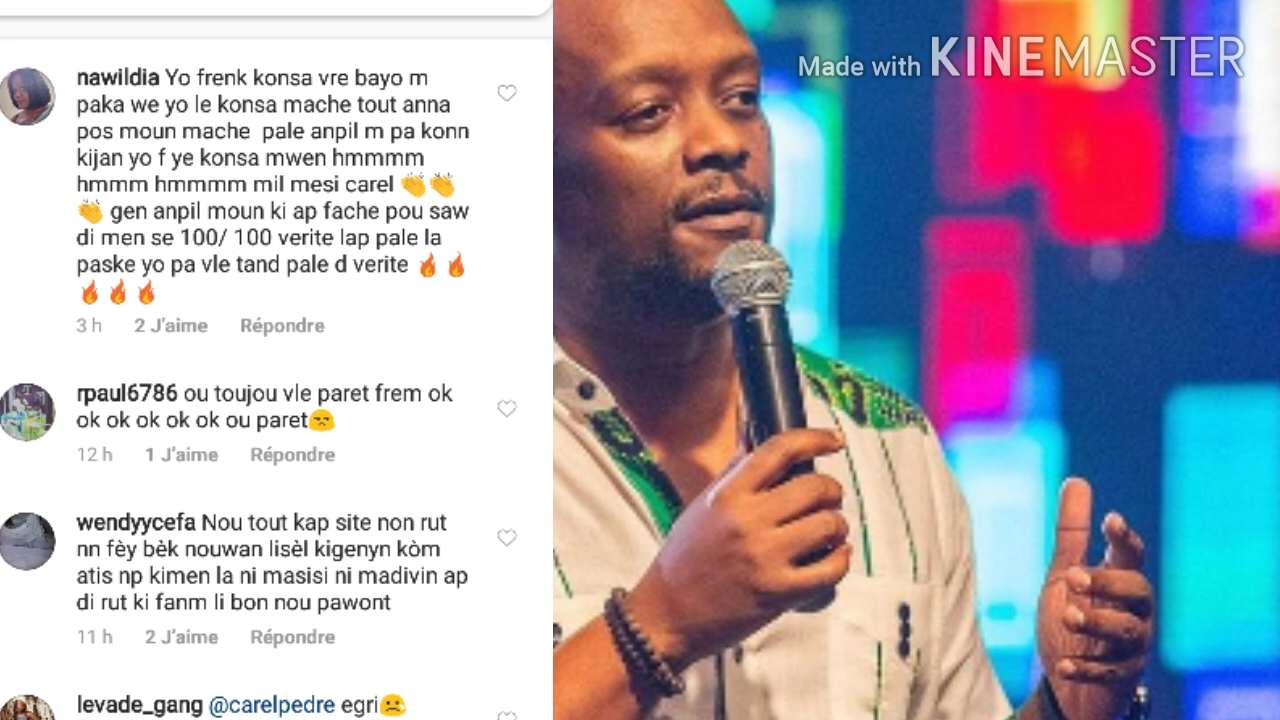 nawildia Yo frenk konsa vre bayo m
paka we yo le konsa mache tout anna
pos moun mache pale anpil m pa konn
kijan yo f ye konsa mwen hmmmm
hmmm hmmmm mil mesi carel 👏👏
👏 gen anpil moun ki ap fache pou saw
di men se 100/ 100 verite lap pale la
paske yo pa vle tand pale d verite 🔥🔥
🔥🔥🔥
3 h 2 J'aime Répondre
rpaul6786 ou toujou vle paret frem ok
ok ok ok ok ok ou paret😒
12 h 1 J'aime Répondre
wendyycefa Nou tout kap site non rut
nn fèy bèk nouwan lisèl kigenyn kòm
atis np kimen la ni masisi ni madivin ap
di rut ki fanm li bon nou pawont
11 h 2 J'aime Répondre
levade_gang @carelpedre egri😢
Made with KINEMASTER